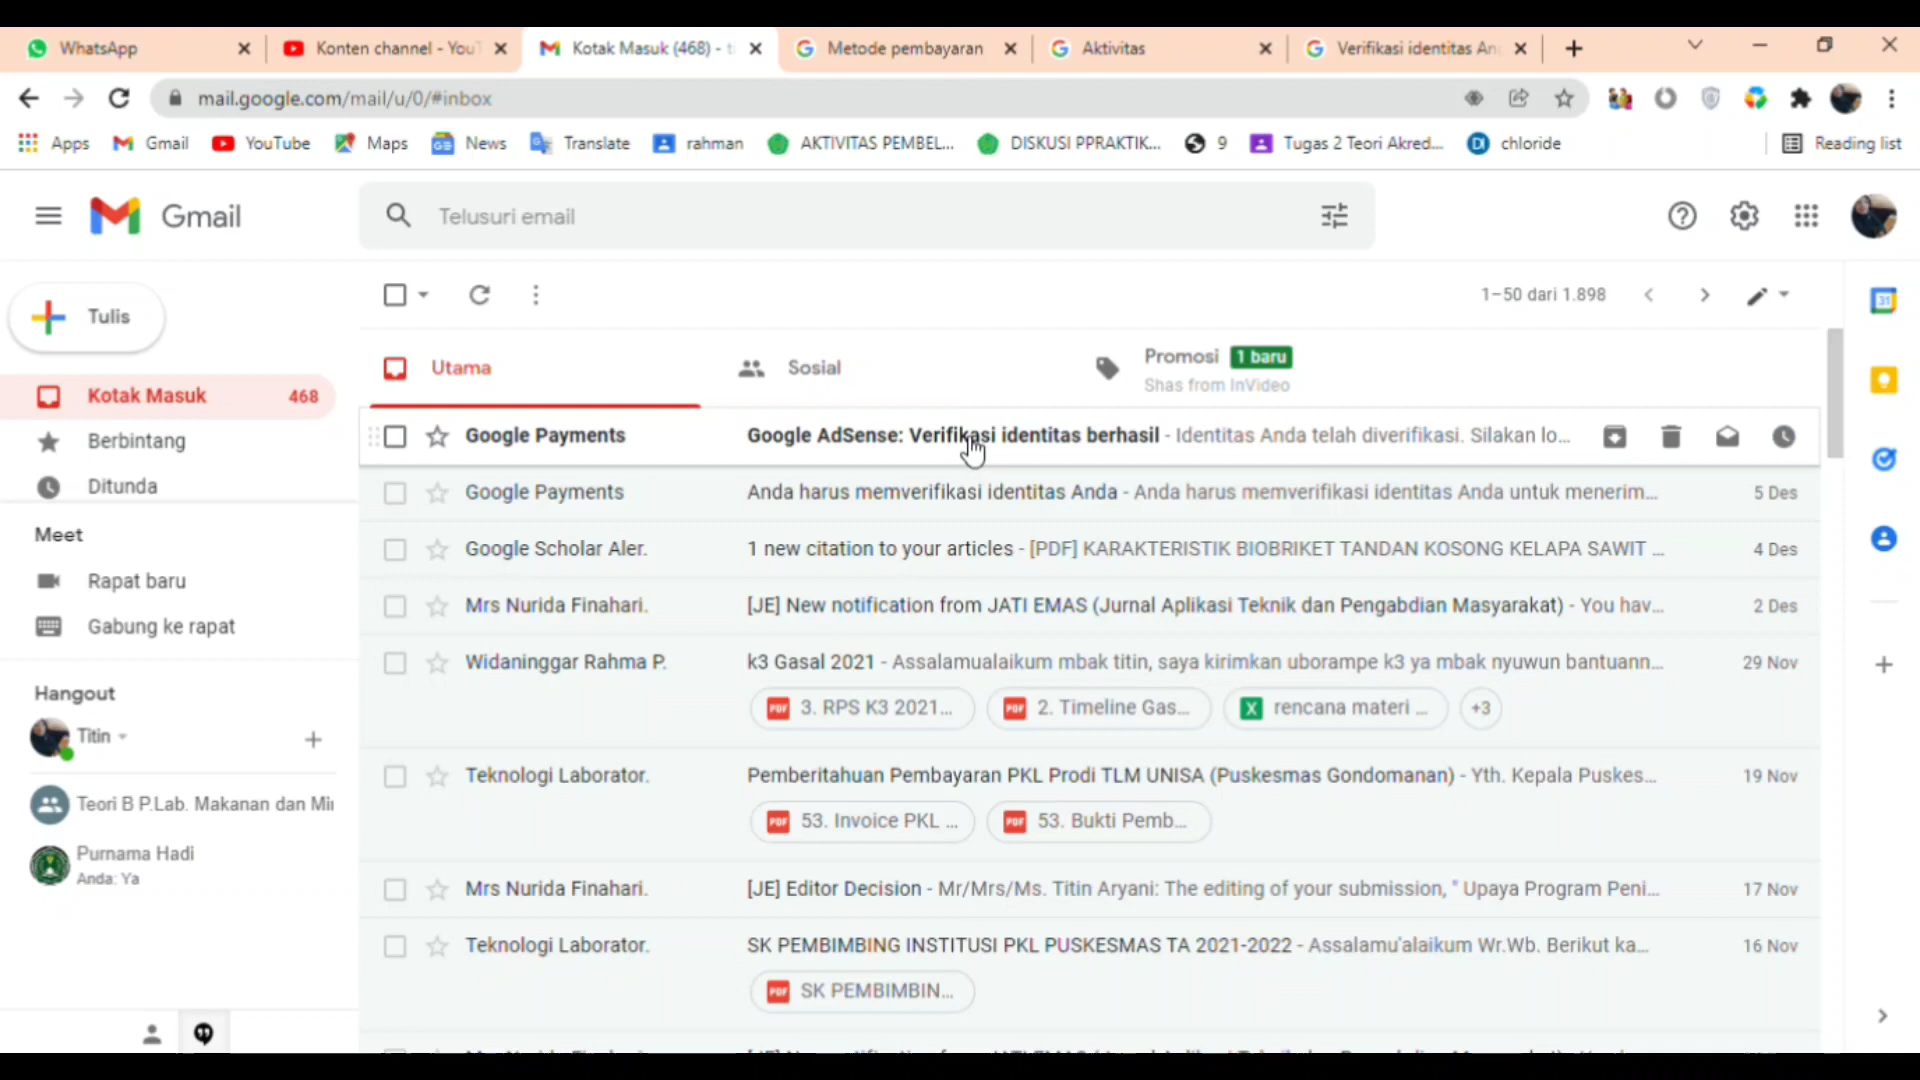 WhatsApp
Konten channel - You
Kotak Masuk (468) - t
Metode pembayaran
Aktivitas
Verifikasi identitas An
mail.google.com/mail/u/0/#inbox
Apps
Gmail
YouTube
Maps
News
Translate
rahman
AKTIVITAS PEMBEL...
DISKUSI PPRAKTIK...
9
Tugas 2 Teori Akred...
chloride
Reading list
Gmail
Telusuri email
Tulis
1–50 dari 1.898
Utama
Sosial
Promosi 1 baru
Shas from InVideo
Kotak Masuk 468
Berbintang
Ditunda
Meet
Rapat baru
Gabung ke rapat
Hangout
Titin
Teori B P.Lab. Makanan dan Mi
Purnama Hadi
Anda: Ya
Google Payments Google AdSense: Verifikasi identitas berhasil - Identitas Anda telah diverifikasi. Silakan lo...
Google Payments Anda harus memverifikasi identitas Anda - Anda harus memverifikasi identitas Anda untuk menerim... 5 Des
Google Scholar Aler. 1 new citation to your articles - [PDF] KARAKTERISTIK BIOBRIKET TANDAN KOSONG KELAPA SAWIT ... 4 Des
Mrs Nurida Finahari. [JE] New notification from JATI EMAS (Jurnal Aplikasi Teknik dan Pengabdian Masyarakat) - You hav... 2 Des
Widaninggar Rahma P. k3 Gasal 2021 - Assalamualaikum mbak titin, saya kirimkan uborampe k3 ya mbak nyuwun bantuann... 29 Nov
PDF 3. RPS K3 2021... PDF 2. Timeline Gas... X rencana materi ... +3
Teknologi Laborator. Pemberitahuan Pembayaran PKL Prodi TLM UNISA (Puskesmas Gondomanan) - Yth. Kepala Puskes... 19 Nov
PDF 53. Invoice PKL ... PDF 53. Bukti Pemb...
Mrs Nurida Finahari. [JE] Editor Decision - Mr/Mrs/Ms. Titin Aryani: The editing of your submission, " Upaya Program Peni... 17 Nov
Teknologi Laborator. SK PEMBIMBING INSTITUSI PKL PUSKESMAS TA 2021-2022 - Assalamu'alaikum Wr.Wb. Berikut ka... 16 Nov
PDF SK PEMBIMBIN...